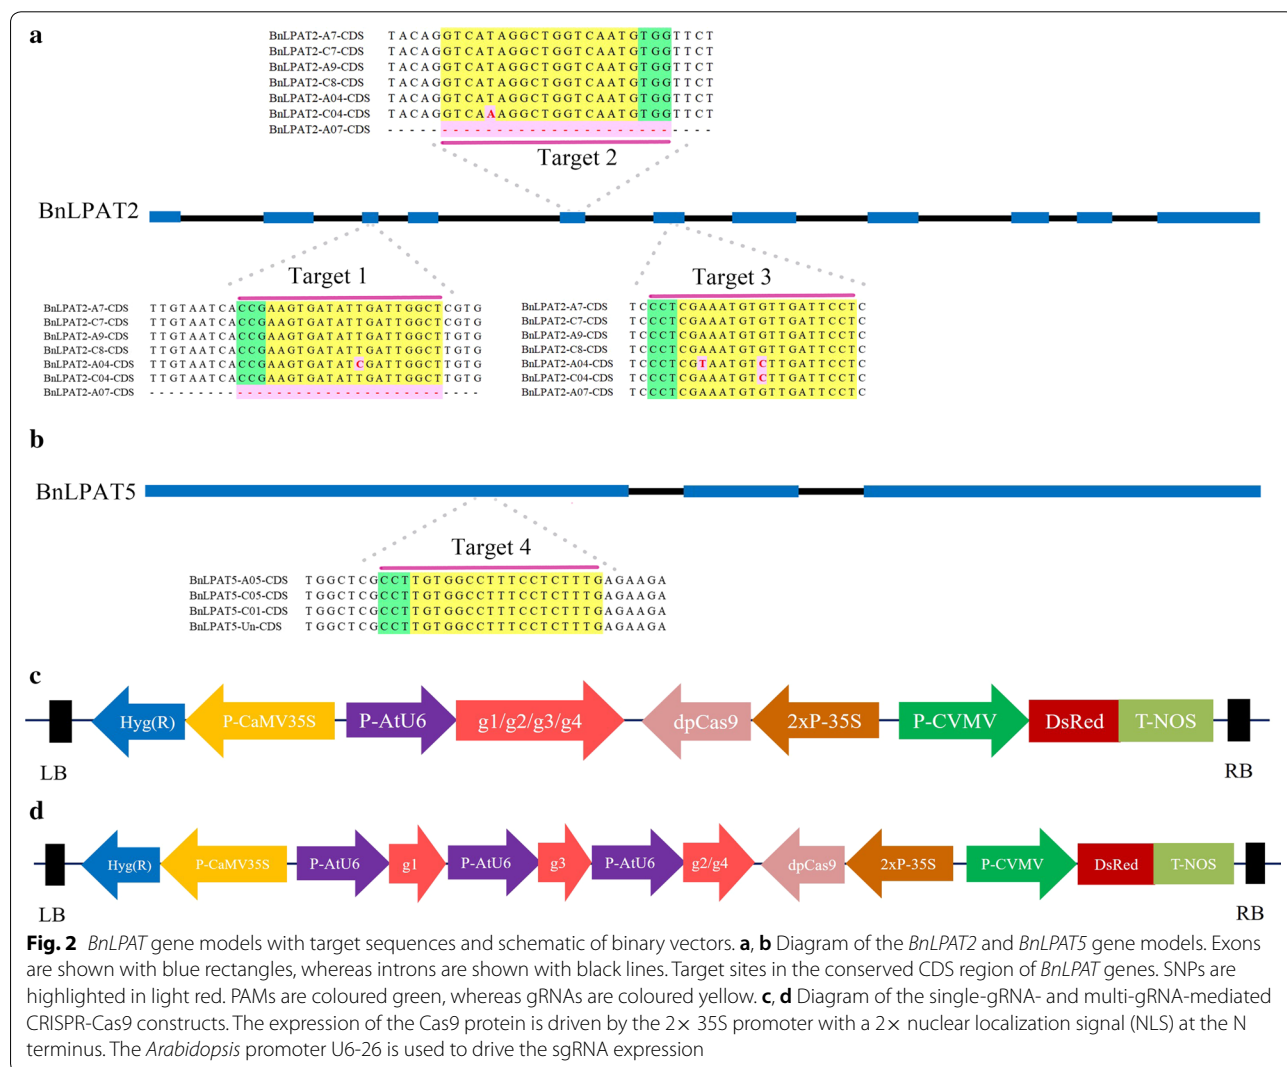 a
BnLPAT2-A7-CDS TACAGGTCATAGGCTGGTCAATGTGGTTCT
BnLPAT2-C7-CDS TACAGGTCATAGGCTGGTCAATGTGGTTCT
BnLPAT2-A9-CDS TACAGGTCATAGGCTGGTCAATGTGGTTCT
BnLPAT2-C8-CDS TACAGGTCATAGGCTGGTCAATGTGGTTCT
BnLPAT2-A04-CDS TACAGGTCATAGGCTGGTCAATGTGGTTCT
BnLPAT2-C04-CDS TACAGGTCAAAGGCTGGTCAATGTGGTTCT
BnLPAT2-A07-CDS ------------------------------
Target 2
BnLPAT2
Target 1
BnLPAT2-A7-CDS TTGTAATCACCGAAGTGATATTGATTGGCTCGTG
BnLPAT2-C7-CDS TTGTAATCACCGAAGTGATATTGATTGGCTTGTG
BnLPAT2-A9-CDS TTGTAATCACCGAAGTGATATTGATTGGCTTGTG
BnLPAT2-C8-CDS TTGTAATCACCGAAGTGATATTGATTGGCTTGTG
BnLPAT2-A04-CDS TTGTAATCACCGAAGTGATATCGATTGGCTTGTG
BnLPAT2-C04-CDS TTGTAATCACCGAAGTGATATTGATTGGCTTGTG
BnLPAT2-A07-CDS ----------------------------------
Target 3
BnLPAT2-A7-CDS TCCCTCGAAATGTGTTGATTCCTC
BnLPAT2-C7-CDS TCCCTCGAAATGTGTTGATTCCTC
BnLPAT2-A9-CDS TCCCTCGAAATGTGTTGATTCCTC
BnLPAT2-C8-CDS TCCCTCGAAATGTGTTGATTCCTC
BnLPAT2-A04-CDS TCCCTCGTAATGTCTTGATTCCTC
BnLPAT2-C04-CDS TCCCTCGAAATGTCTTGATTCCTC
BnLPAT2-A07-CDS TCCCTCGAAATGTGTTGATTCCTC
b
BnLPAT5
Target 4
BnLPAT5-A05-CDS TGGCTCGCCTTGTGGCCTTTCCTCTTTGAGAAGA
BnLPAT5-C05-CDS TGGCTCGCCTTGTGGCCTTTCCTCTTTGAGAAGA
BnLPAT5-C01-CDS TGGCTCGCCTTGTGGCCTTTCCTCTTTGAGAAGA
BnLPAT5-Un-CDS TGGCTCGCCTTGTGGCCTTTCCTCTTTGAGAAGA
c
Hyg(R) P-CaMV35S P-AtU6 g1/g2/g3/g4 dpCas9 2xP-35S P-CVMV DsRed T-NOS
LB RB
d
Hyg(R) P-CaMV35S P-AtU6 g1 P-AtU6 g3 P-AtU6 g2/g4 dpCas9 2xP-35S P-CVMV DsRed T-NOS
LB RB
Fig. 2 BnLPAT gene models with target sequences and schematic of binary vectors. a, b Diagram of the BnLPAT2 and BnLPAT5 gene models. Exons
are shown with blue rectangles, whereas introns are shown with black lines. Target sites in the conserved CDS region of BnLPAT genes. SNPs are
highlighted in light red. PAMs are coloured green, whereas gRNAs are coloured yellow. c, d Diagram of the single-gRNA- and multi-gRNA-mediated
CRISPR-Cas9 constructs. The expression of the Cas9 protein is driven by the 2× 35S promoter with a 2× nuclear localization signal (NLS) at the N
terminus. The Arabidopsis promoter U6-26 is used to drive the sgRNA expression